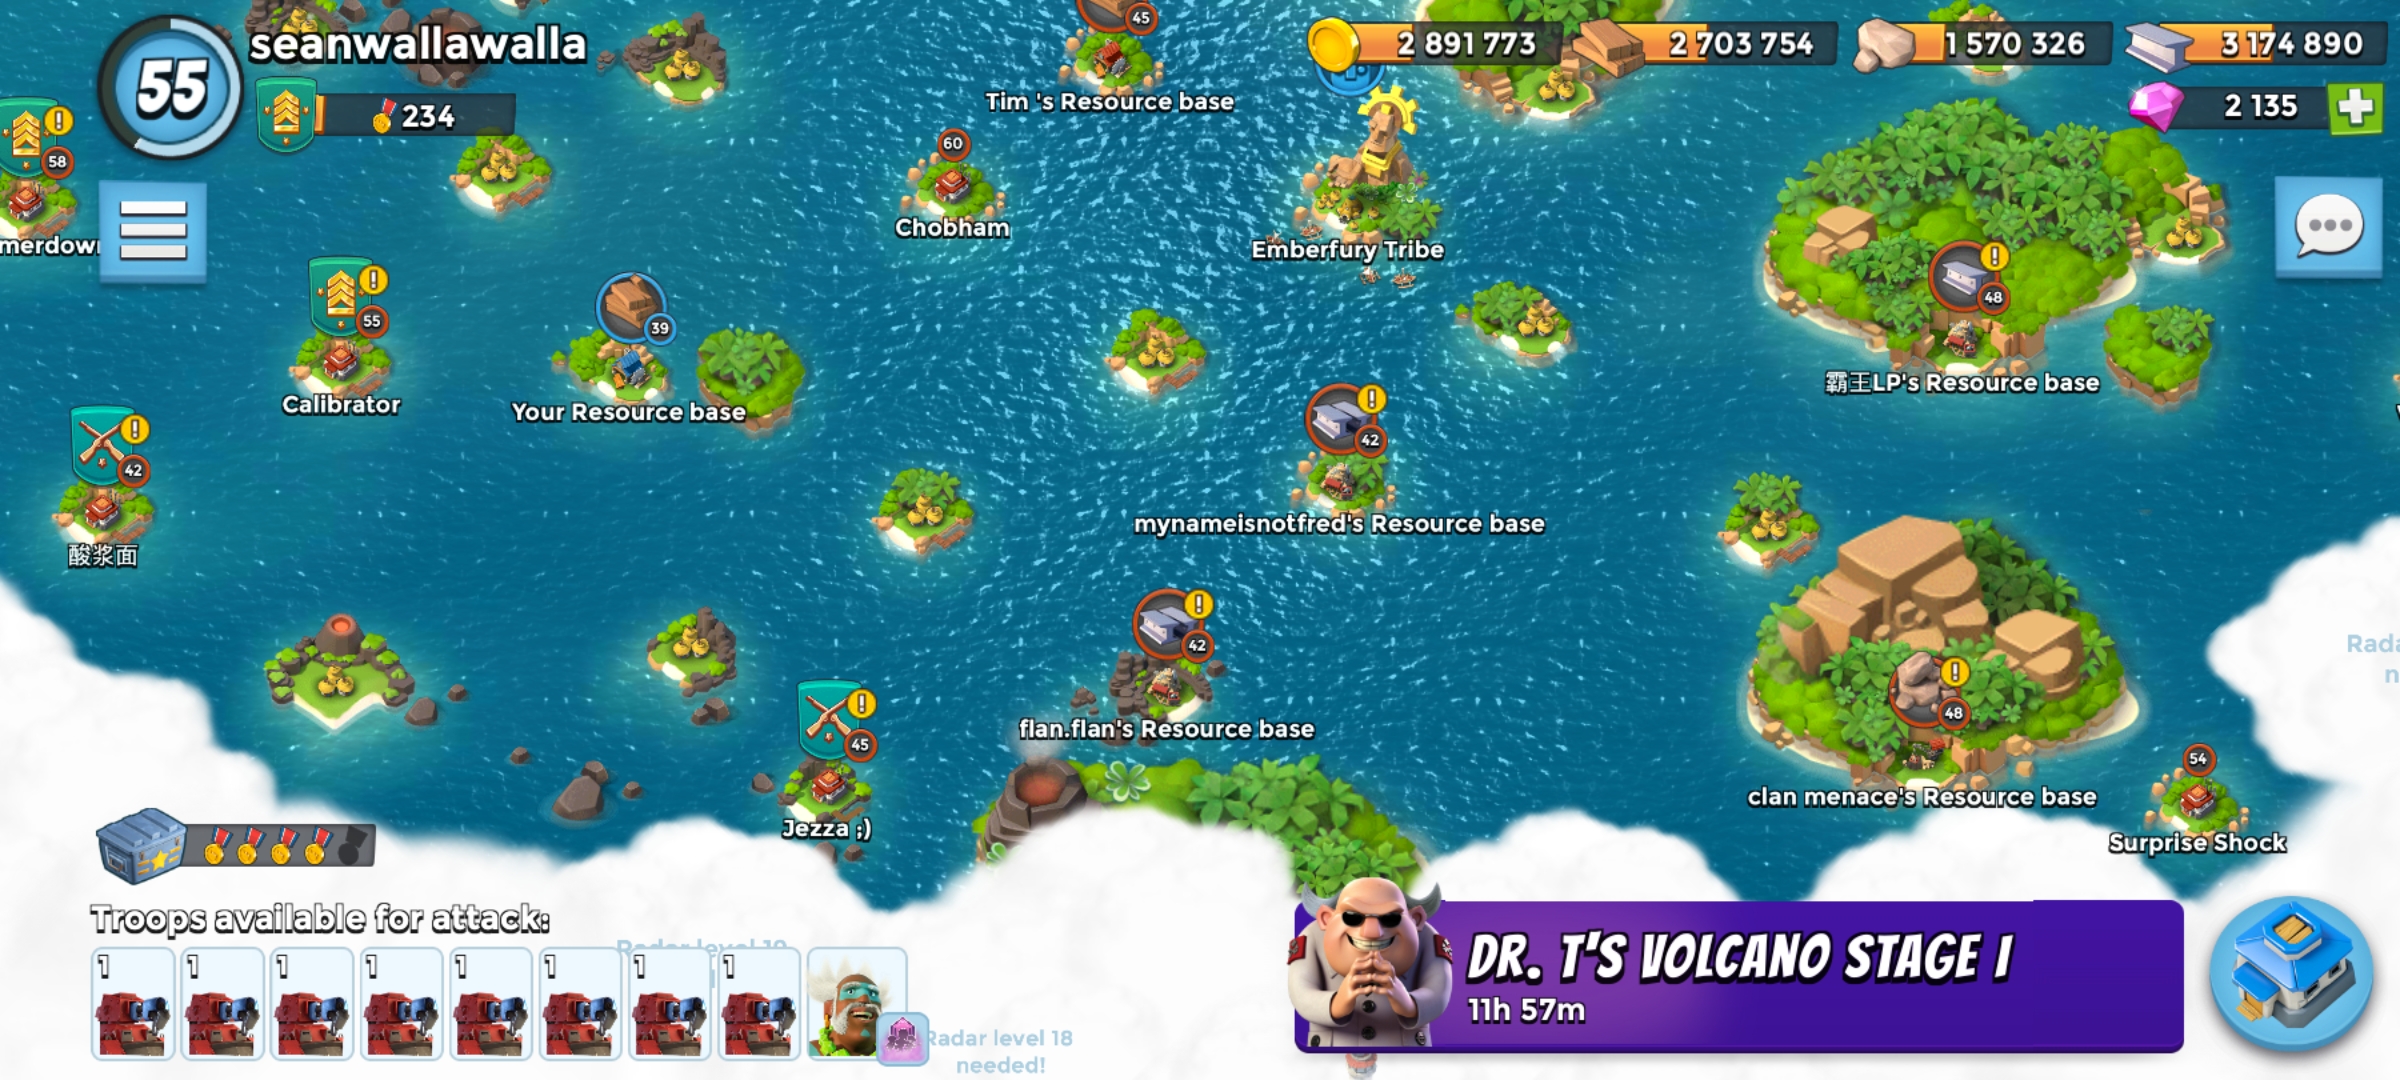 55
seanwallawalla
234
45
2 891 773
2 703 754
1 570 326
3 174 890
2 135
Tim 's Resource base
58
60
Chobham
Emberfury Tribe
merdown
55
Calibrator
39
Your Resource base
48
霸王LP's Resource base
42
酸浆面
42
mynameisnotfred's Resource base
42
flan.flan's Resource base
48
clan menace's Resource base
45
Jezza ;)
54
Surprise Shock
Troops available for attack:
1
1
1
1
1
1
1
1
Radar level 18
needed!
DR. T'S VOLCANO STAGE I
11h 57m